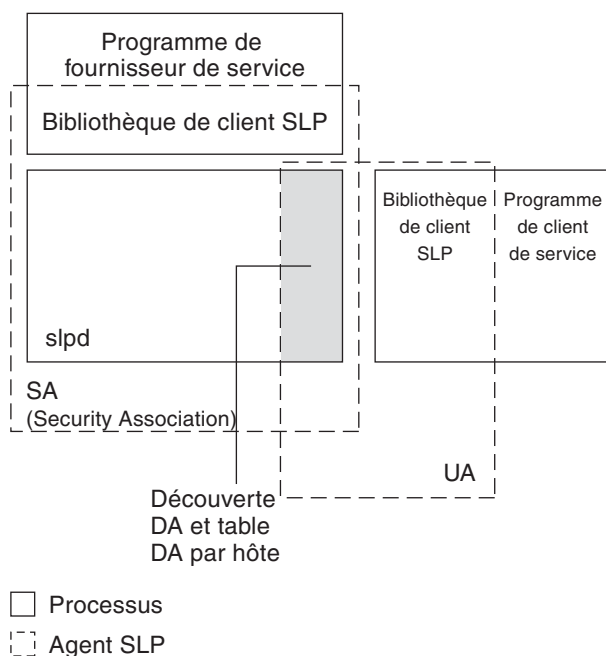 Programme de
fournisseur de service
Bibliothèque de client SLP
Bibliothèque
de client
SLP
Programme
de client
de service
slpd
SA
(Security Association)
UA
Découverte
DA et table
DA par hôte
Processus
Agent SLP